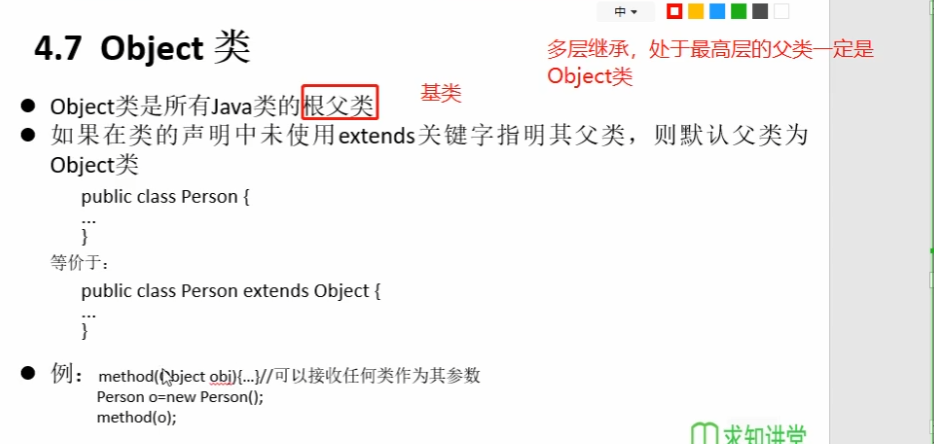 中
4.7 Object 类
多层继承，处于最高层的父类一定是
Object类
● Object类是所有Java类的根父类
基类
● 如果在类的声明中未使用extends关键字指明其父类，则默认父类为
Object类
public class Person {
...
}
等价于：
public class Person extends Object {
...
}
● 例：method(Object obj){...}//可以接收任何类作为其参数
Person o=new Person();
method(o);
求知讲堂